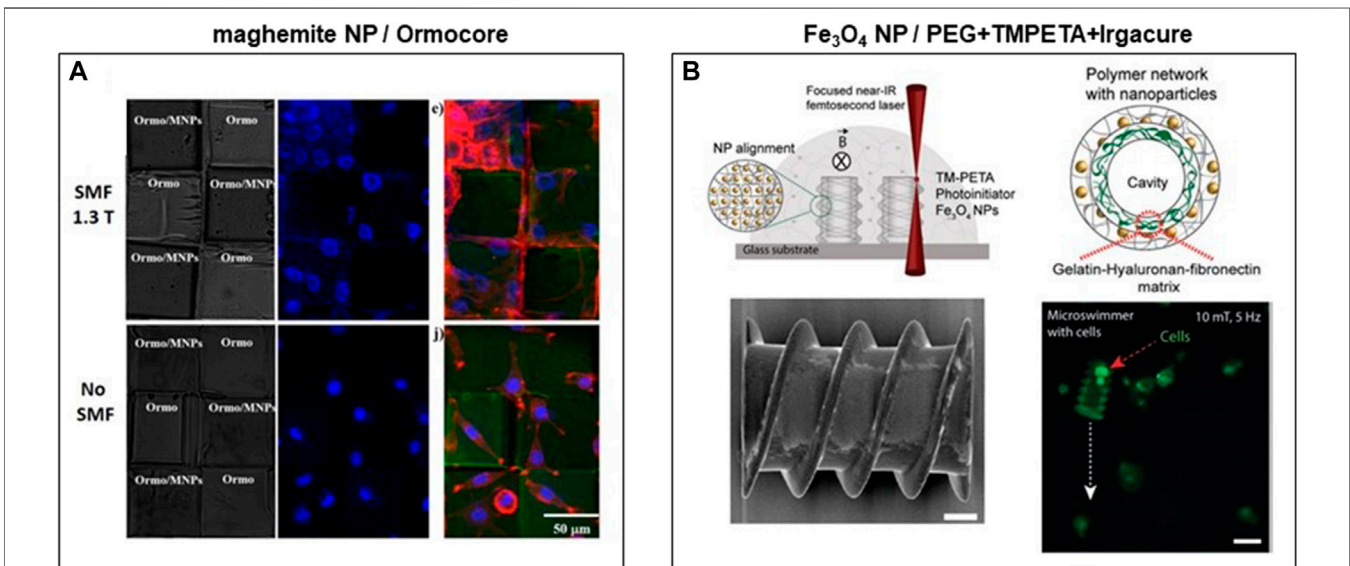 maghemite NP / Ormocore
A
SMF
1.3 T
Ormo/MNPs
Ormo
Ormo
Ormo/MNPs
Ormo/MNPs
Ormo
e)
No
SMF
Ormo/MNPs
Ormo
Ormo
Ormo/MNPs
Ormo/MNPs
Ormo
j)
50 µm
Fe₃O₄ NP / PEG+TMPETA+Irgacure
B
Focused near-IR
femtosecond laser
B
NP alignment
TM-PETA
Photoinitiator
Fe₃O₄ NPs
Glass substrate
Polymer network
with nanoparticles
Cavity
Gelatin-Hyaluronan-fibronectin
matrix
Microswimmer
with cells
10 mT, 5 Hz
Cells